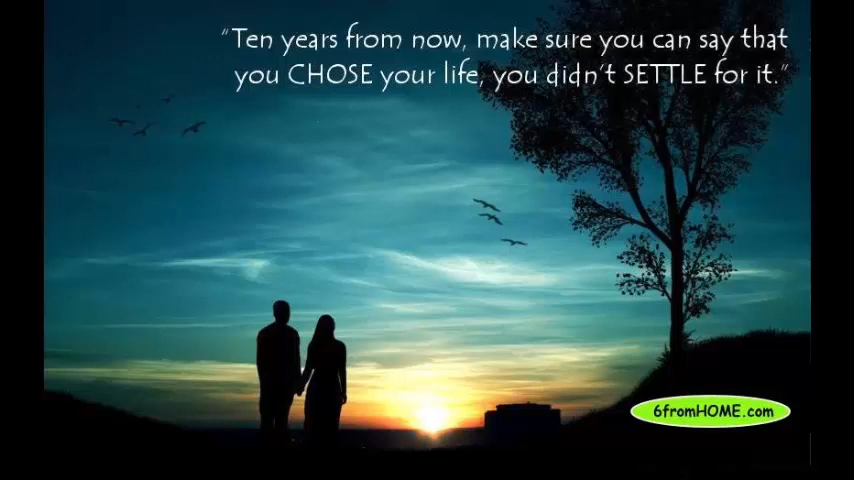 “Ten years from now, make sure you can say that
you CHOSE your life, you didn’t SETTLE for it.”
6fromHOME.com